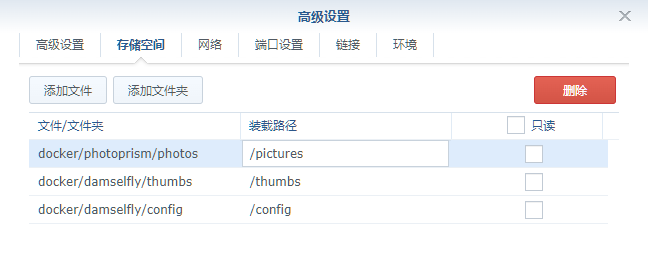 高级设置
高级设置 存储空间 网络 端口设置 链接 环境
添加文件 添加文件夹 删除
文件/文件夹 装载路径 只读
docker/photoprism/photos /pictures
docker/damselfly/thumbs /thumbs
docker/damselfly/config /config